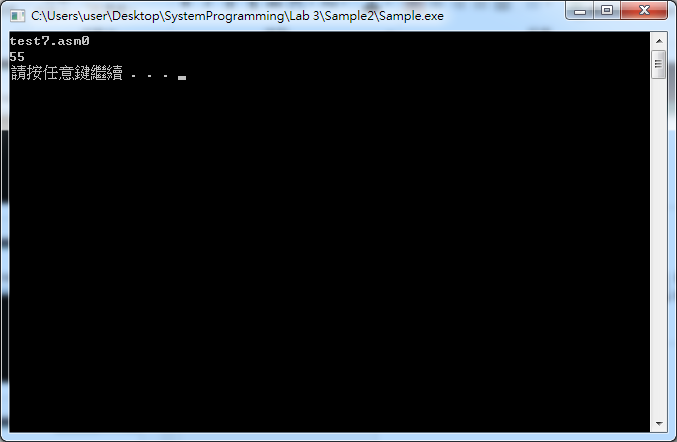 C:\Users\user\Desktop\SystemProgramming\Lab 3\Sample2\Sample.exe
test7.asm0
55
請按任意鍵繼續 . . .